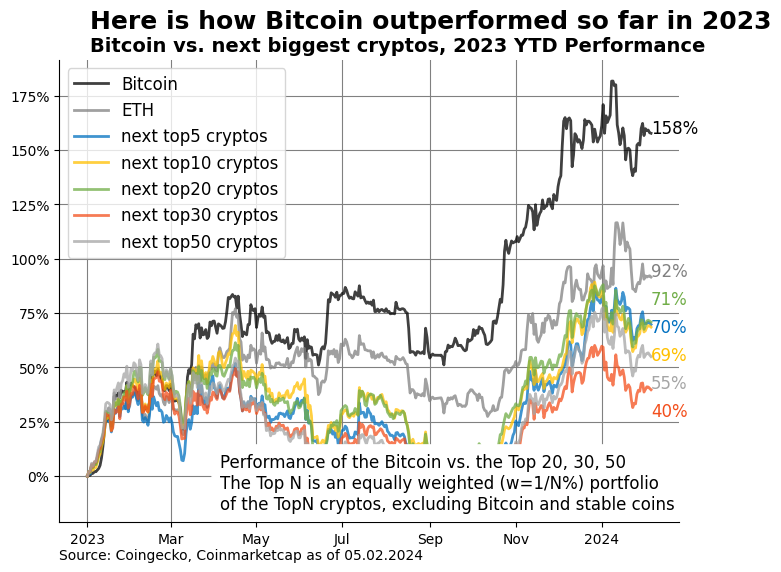 Here is how Bitcoin outperformed so far in 2023
Bitcoin vs. next biggest cryptos, 2023 YTD Performance
Bitcoin
ETH
next top5 cryptos
next top10 cryptos
next top20 cryptos
next top30 cryptos
next top50 cryptos
175%
150%
125%
100%
75%
50%
25%
0%
158%
92%
71%
70%
69%
55%
40%
Performance of the Bitcoin vs. the Top 20, 30, 50
The Top N is an equally weighted (w=1/N%) portfolio
of the TopN cryptos, excluding Bitcoin and stable coins
2023 Mar May Jul Sep Nov 2024
Source: Coingecko, Coinmarketcap as of 05.02.2024